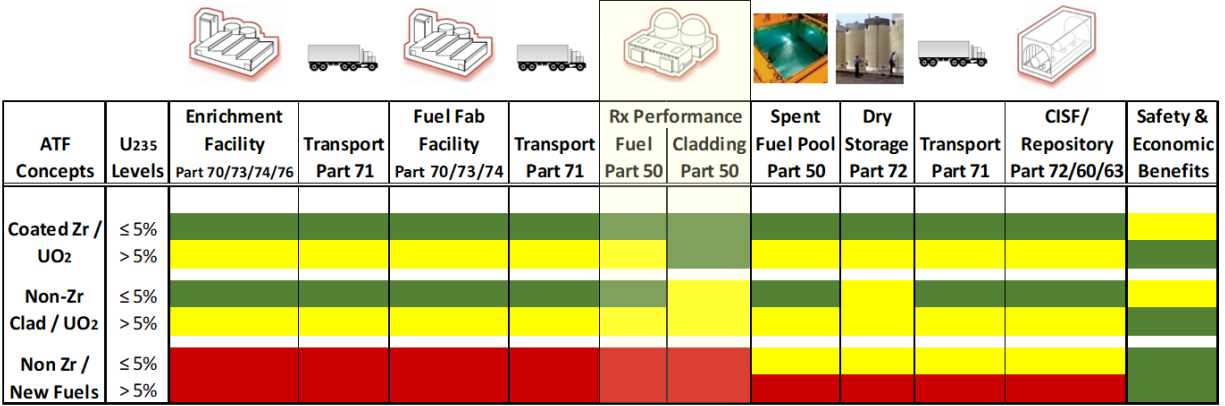 Enrichment Fuel Fab Rx Performance Spent Dry CISF/ Safety &
ATF U235 Facility Transport Facility Transport Fuel Cladding Fuel Pool Storage Transport Repository Economic
Concepts Levels Part 70/73/74/76 Part 71 Part 70/73/74 Part 71 Part 50 Part 50 Part 50 Part 72 Part 71 Part 72/60/63 Benefits
Coated Zr / ≤ 5%
UO2 > 5%
Non-Zr ≤ 5%
Clad / UO2 > 5%
Non Zr / ≤ 5%
New Fuels > 5%